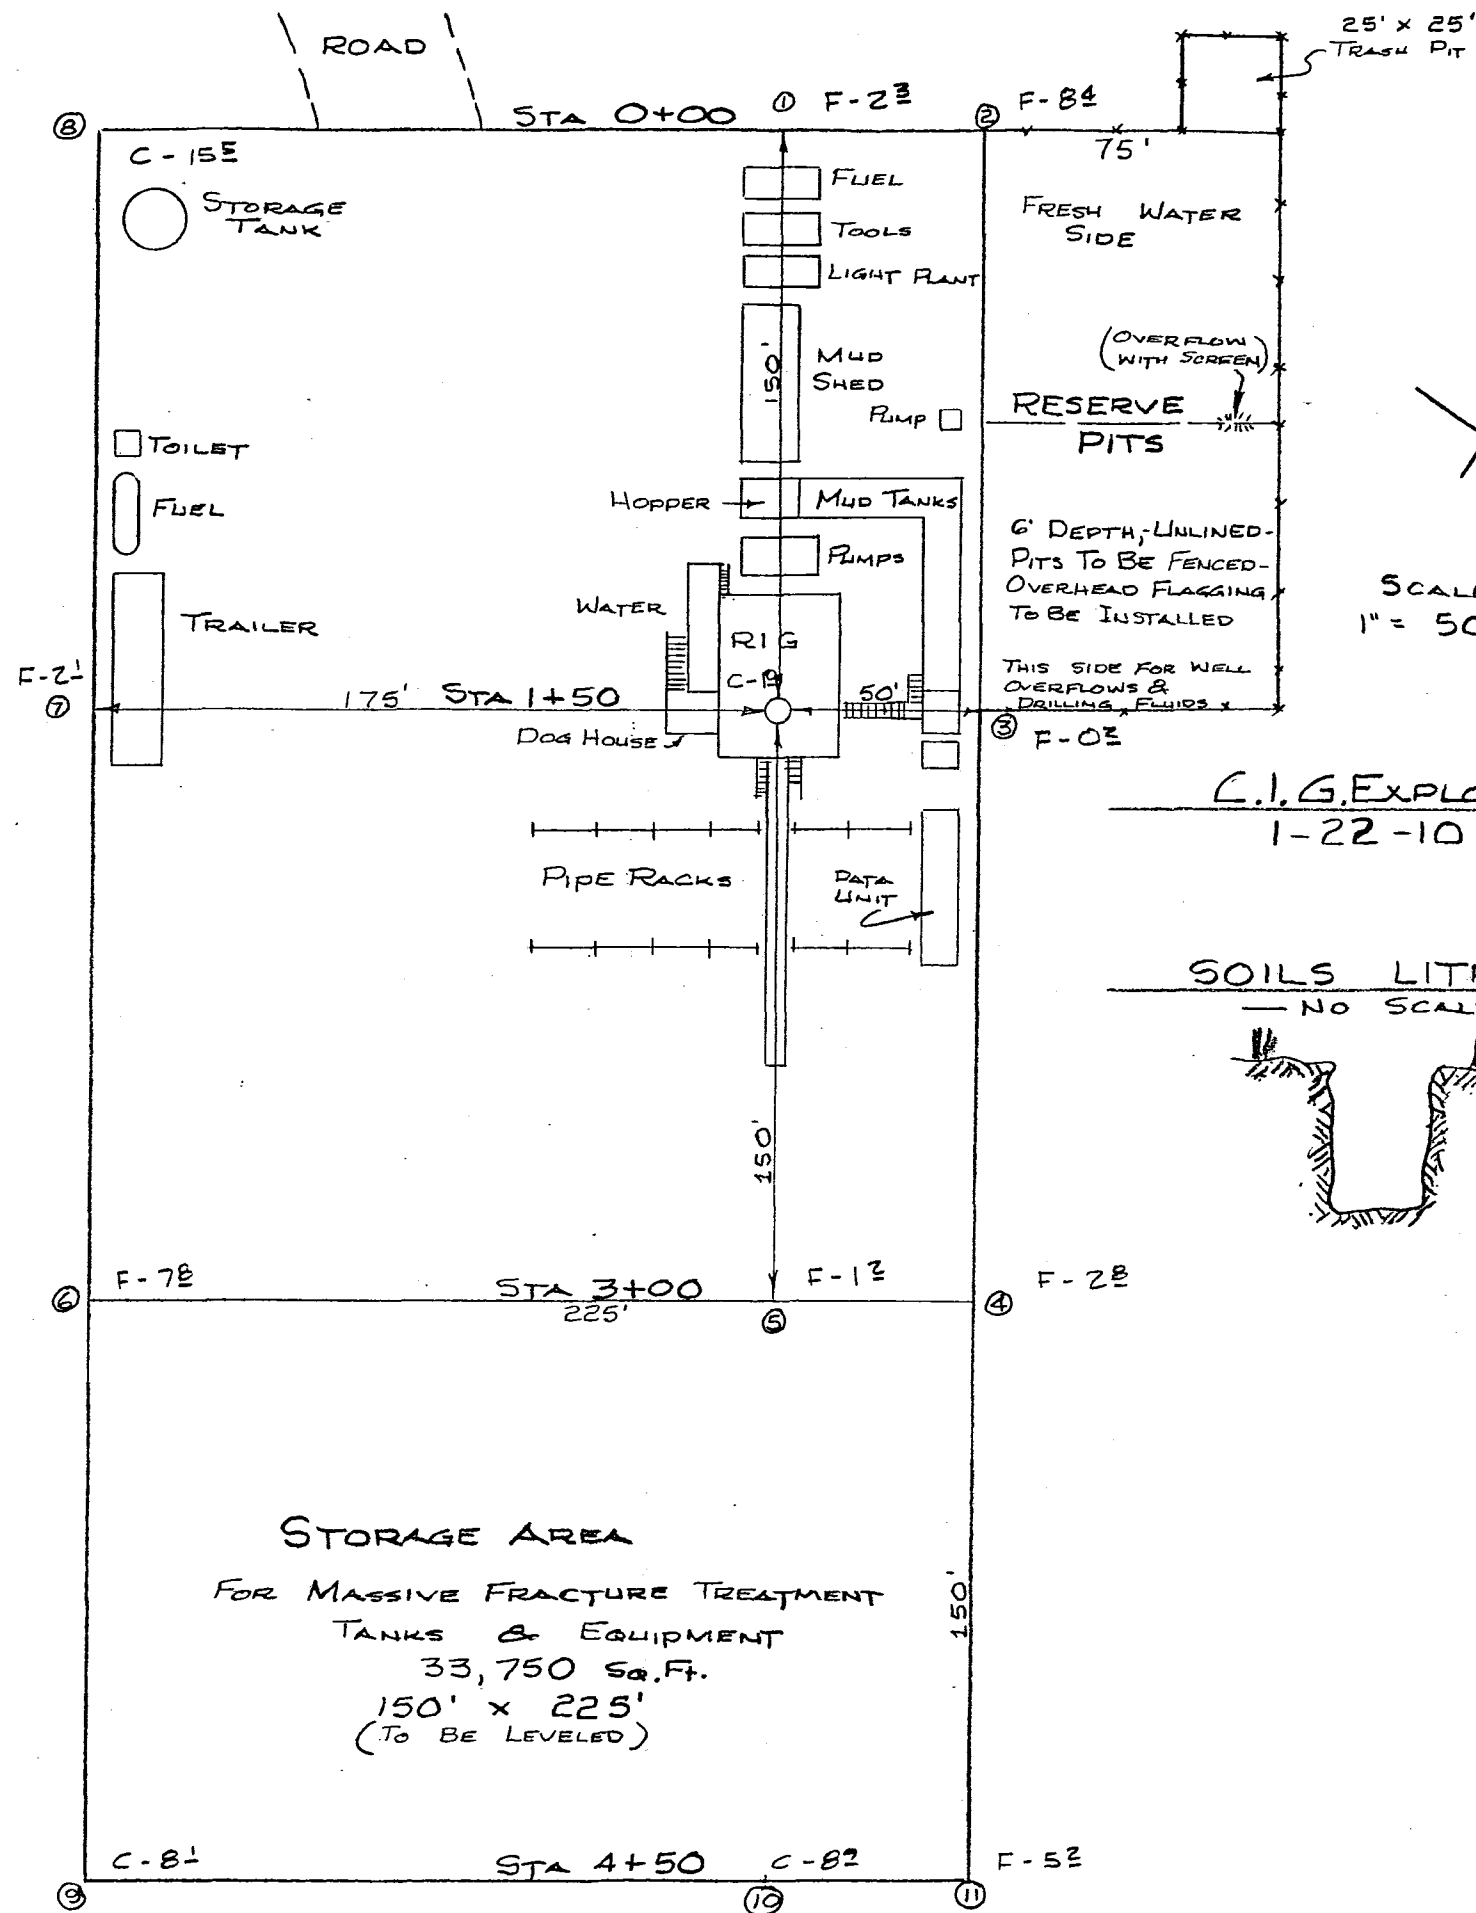 25' x 25'
TRASH PIT
ROAD
STA 0+00
① F-2 3
② F-8 4
75'
⑧
C-15 5
STORAGE
TANK
FUEL
TOOLS
LIGHT PLANT
FRESH WATER
SIDE
(OVERFLOW
WITH SCREEN)
150'
MUD
SHED
PUMP
RESERVE
PITS
TOILET
FUEL
HOPPER
MUD TANKS
PUMPS
6' DEPTH,-UNLINED-
PITS TO BE FENCED-
OVERHEAD FLAGGING
TO BE INSTALLED
SCAL
1" = 50
WATER
TRAILER
RIG
THIS SIDE FOR WELL
OVERFLOWS &
DRILLING FLUIDS
F-2 1
⑦
175' STA 1+50
50'
③ F-0 2
DOG HOUSE
C.I.G. EXPLO
1-22-10
PIPE RACKS
DATA
UNIT
SOILS LIT
— NO SCAL
150'
F-7 8
STA 3+00
F-1 2
F-2 8
⑥
225'
⑤
④
STORAGE AREA
FOR MASSIVE FRACTURE TREATMENT
TANKS & EQUIPMENT
33,750 SQ.FT.
150' x 225'
(TO BE LEVELED)
150'
C-8 1
STA 4+50
F-5 2
⑨
⑩
⑪